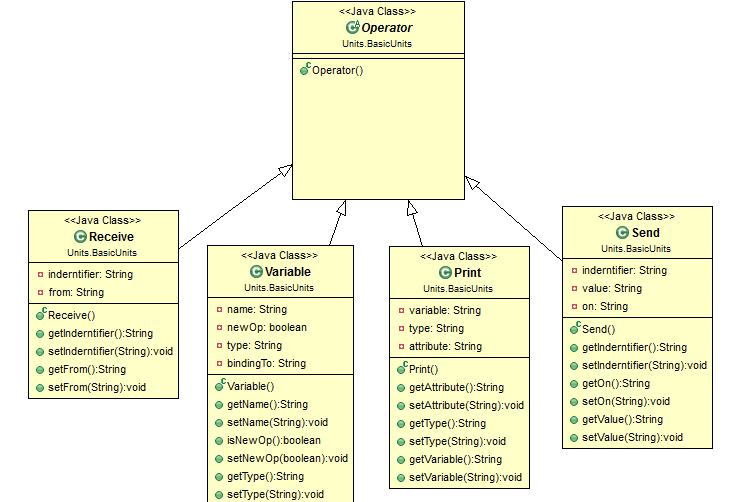 <<Java Class>>
Operator
Units.BasicUnits
Operator()
<<Java Class>>
Receive
Units.BasicUnits
inderntifier: String
from: String
Receive()
getInderntifier():String
setInderntifier(String):void
getFrom():String
setFrom(String):void
<<Java Class>>
Variable
Units.BasicUnits
name: String
newOp: boolean
type: String
bindingTo: String
Variable()
getName():String
setName(String):void
isNewOp():boolean
setNewOp(boolean):void
getType():String
setType(String):void
<<Java Class>>
Print
Units.BasicUnits
variable: String
type: String
attribute: String
Print()
getAttribute():String
setAttribute(String):void
getType():String
setType(String):void
getVariable():String
setVariable(String):void
<<Java Class>>
Send
Units.BasicUnits
inderntifier: String
value: String
on: String
Send()
getInderntifier():String
setInderntifier(String):void
getOn():String
setOn(String):void
getValue():String
setValue(String):void